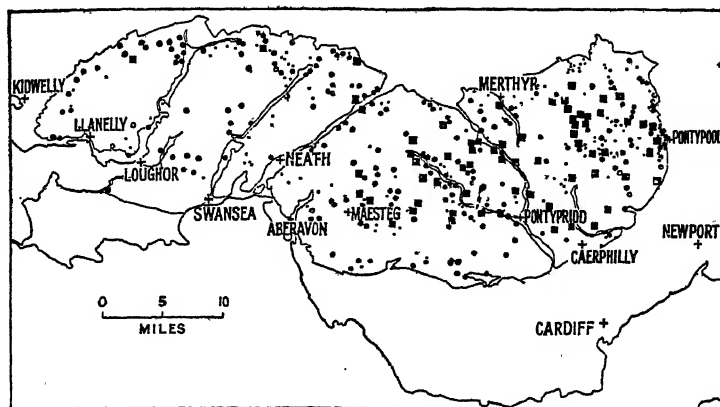 KIDWELLY
MERTHYR
LLANELLY
PONTYPOOL
NEATH
LOUGHOR
SWANSEA
MAESTEG
PONTYPRIDD
ABERAVON
NEWPORT
CAERPHILLY
0 5 10
MILES
CARDIFF